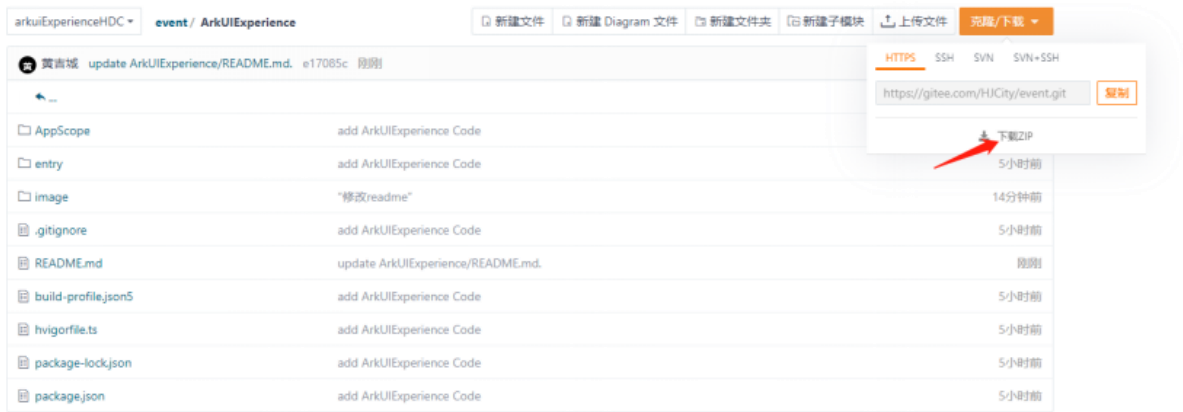 arkuiExperienceHDC event / ArkUIExperience 新建文件 新建 Diagram 文件 新建文件夹 新建子模块 上传文件 克隆/下载
黄吉城 update ArkUIExperience/README.md. e17085c 刚刚
HTTPS SSH SVN SVN+SSH
https://gitee.com/HJCity/event.git 复制
下载ZIP
..
AppScope add ArkUIExperience Code
entry add ArkUIExperience Code 5小时前
image "修改readme" 14分钟前
.gitignore add ArkUIExperience Code 5小时前
README.md update ArkUIExperience/README.md. 刚刚
build-profile.json5 add ArkUIExperience Code 5小时前
hvigorfile.ts add ArkUIExperience Code 5小时前
package-lock.json add ArkUIExperience Code 5小时前
package.json add ArkUIExperience Code 5小时前